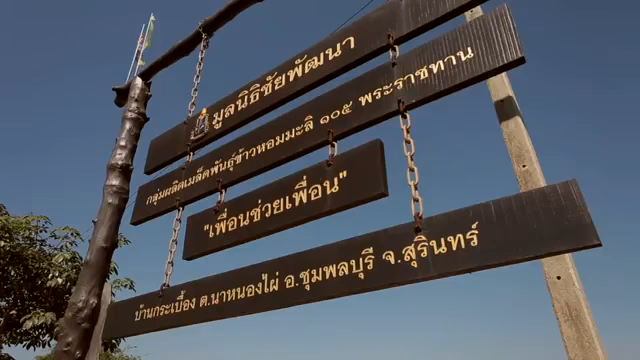 มูลนิธิชัยพัฒนา
กลุ่มผลิตเมล็ดพันธุ์ข้าวหอมมะลิ ๑๐๕ พระราชทาน
"เพื่อนช่วยเพื่อน"
บ้านกระเบื้อง ต.นาหนองไผ่ อ.ชุมพลบุรี จ.สุรินทร์